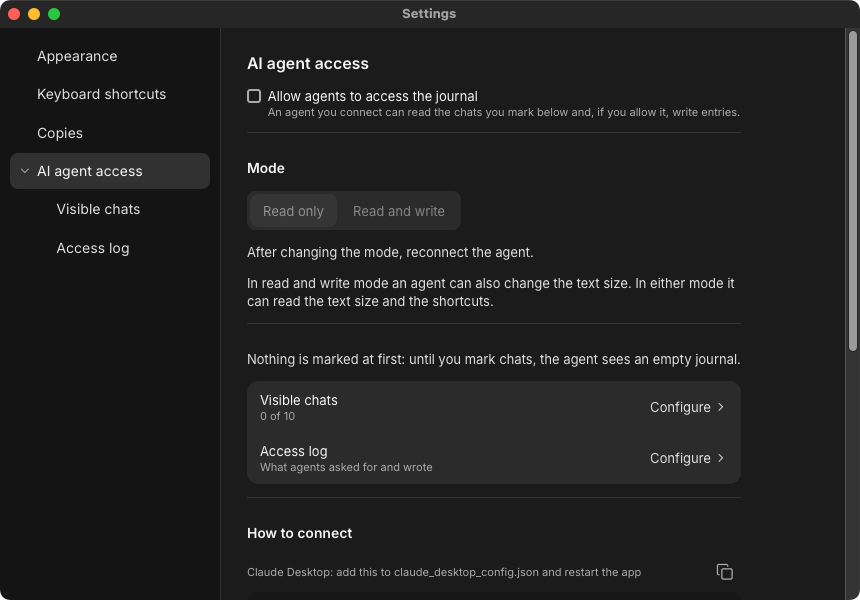 Settings
Appearance
Keyboard shortcuts
Copies
AI agent access
Visible chats
Access log
AI agent access
Allow agents to access the journal
An agent you connect can read the chats you mark below and, if you allow it, write entries.
Mode
Read only
Read and write
After changing the mode, reconnect the agent.
In read and write mode an agent can also change the text size. In either mode it
can read the text size and the shortcuts.
Nothing is marked at first: until you mark chats, the agent sees an empty journal.
Visible chats
0 of 10
Configure
Access log
What agents asked for and wrote
Configure
How to connect
Claude Desktop: add this to claude_desktop_config.json and restart the app